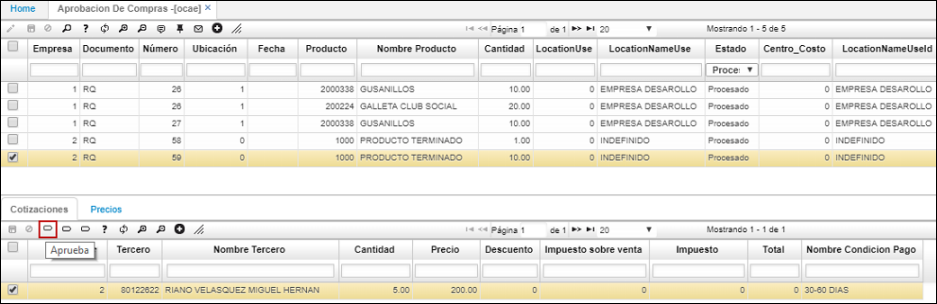 Home Aprobacion De Compras -[ocae] ×
Página 1 de 1 20 Mostrando 1 - 5 de 5
Empresa Documento Número Ubicación Fecha Producto Nombre Producto Cantidad LocationUse LocationNameUse Estado Centro_Costo LocationNameUseId
Proce
1 RQ 26 1 2000338 GUSANILLOS 10.00 0 EMPRESA DESAROLLO Procesado 0 EMPRESA DESAROLLO
1 RQ 26 1 200224 GALLETA CLUB SOCIAL 20.00 0 EMPRESA DESAROLLO Procesado 0 EMPRESA DESAROLLO
1 RQ 27 1 2000338 GUSANILLOS 10.00 0 EMPRESA DESAROLLO Procesado 0 EMPRESA DESAROLLO
2 RQ 58 0 1000 PRODUCTO TERMINADO 1.00 0 INDEFINIDO Procesado 0 INDEFINIDO
2 RQ 59 0 1000 PRODUCTO TERMINADO 10.00 0 INDEFINIDO Procesado 0 INDEFINIDO
Cotizaciones Precios
Página 1 de 1 20 Mostrando 1 - 1 de 1
Aprueba Tercero Nombre Tercero Cantidad Precio Descuento Impuesto sobre venta Impuesto Total Nombre Condicion Pago
2 80122622 RIANO VELASQUEZ MIGUEL HERNAN 5.00 200.00 0 0 0 0 30-60 DIAS